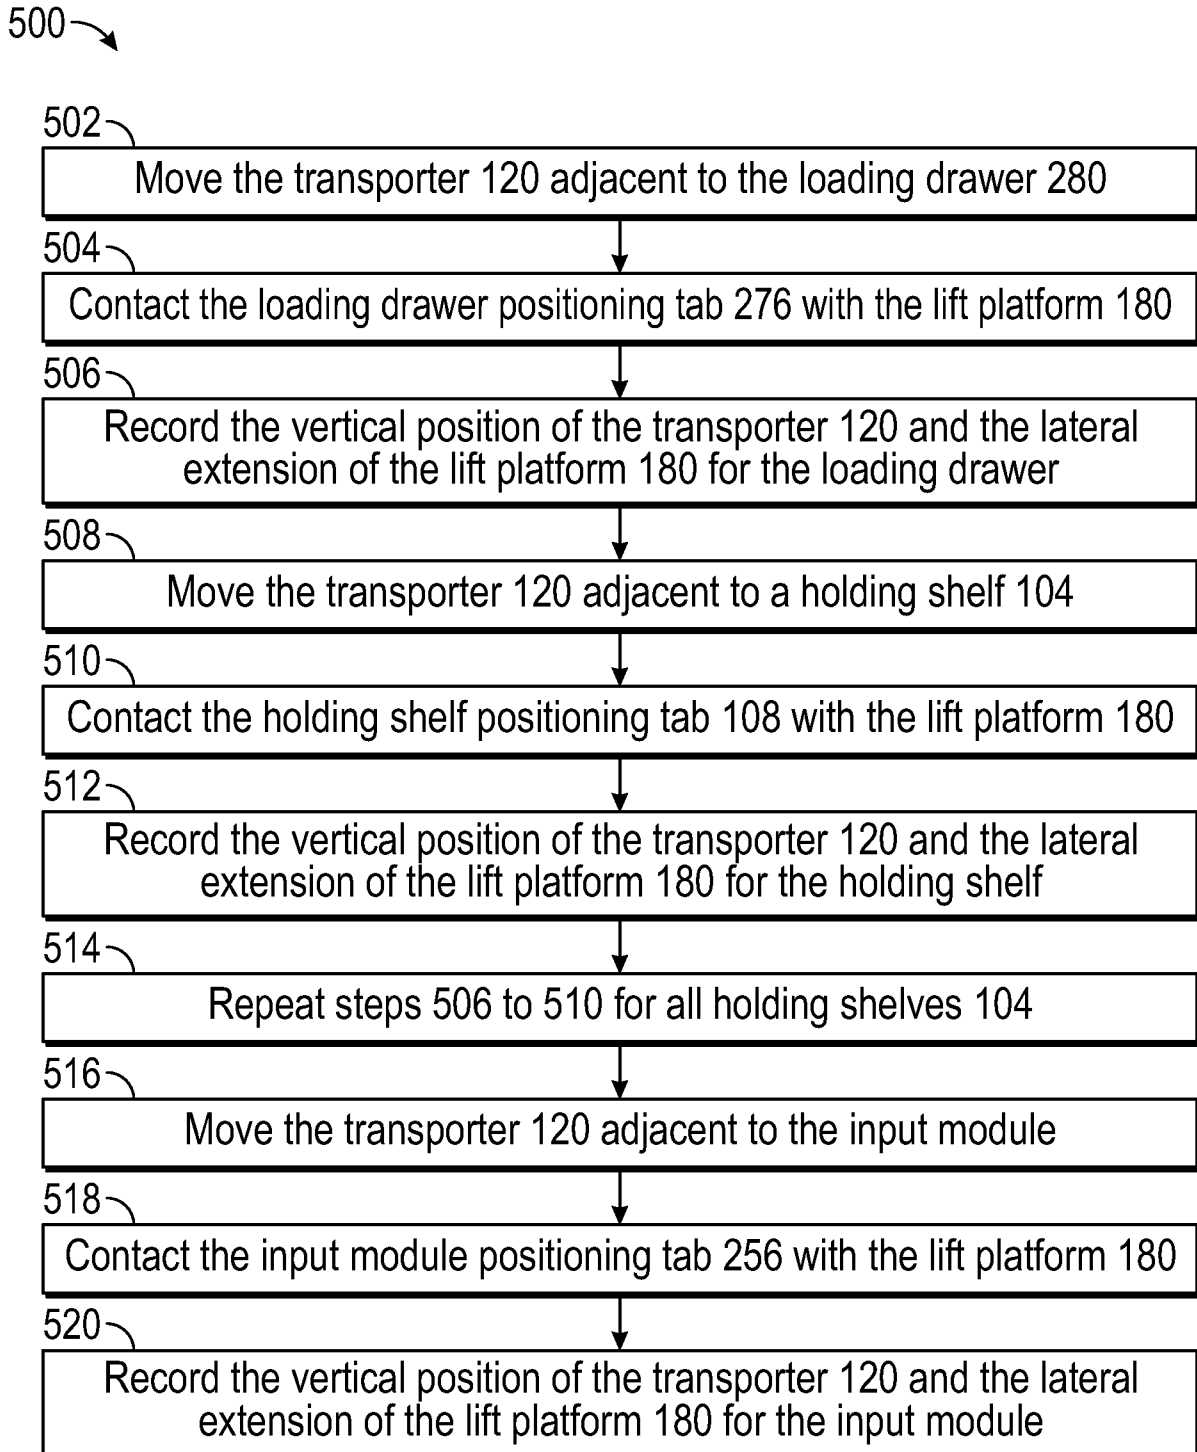 500
502
Move the transporter 120 adjacent to the loading drawer 280
504
Contact the loading drawer positioning tab 276 with the lift platform 180
506
Record the vertical position of the transporter 120 and the lateral
extension of the lift platform 180 for the loading drawer
508
Move the transporter 120 adjacent to a holding shelf 104
510
Contact the holding shelf positioning tab 108 with the lift platform 180
512
Record the vertical position of the transporter 120 and the lateral
extension of the lift platform 180 for the holding shelf
514
Repeat steps 506 to 510 for all holding shelves 104
516
Move the transporter 120 adjacent to the input module
518
Contact the input module positioning tab 256 with the lift platform 180
520
Record the vertical position of the transporter 120 and the lateral
extension of the lift platform 180 for the input module